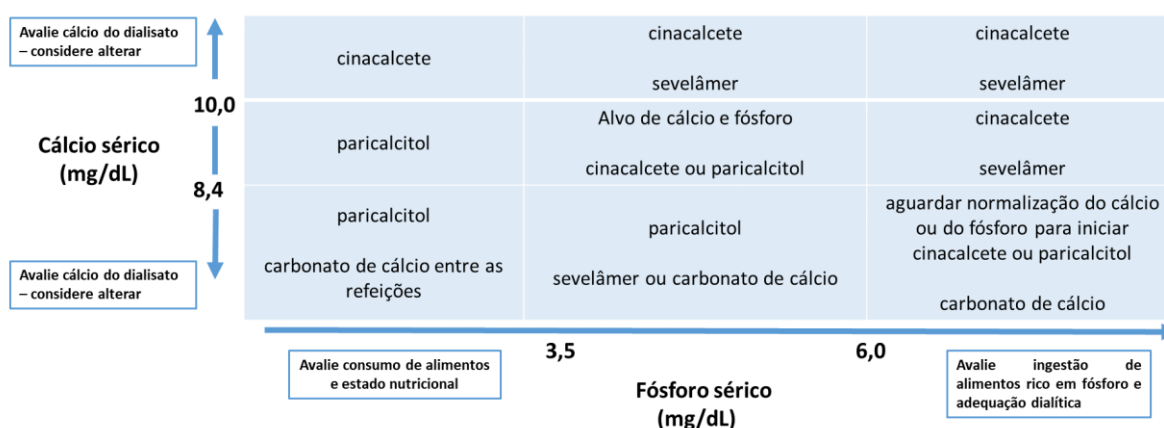 Avalie cálcio do dialisato
– considere alterar
cinacalcete
cinacalcete
sevelâmer
cinacalcete
sevelâmer
10,0
Cálcio sérico
(mg/dL)
8,4
paricalcitol
Alvo de cálcio e fósforo
cinacalcete ou paricalcitol
cinacalcete
sevelâmer
paricalcitol
carbonato de cálcio entre as
refeições
paricalcitol
sevelâmer ou carbonato de cálcio
aguardar normalização do cálcio
ou do fósforo para iniciar
cinacalcete ou paricalcitol
carbonato de cálcio
Avalie cálcio do dialisato
– considere alterar
3,5
6,0
Avalie consumo de alimentos
e estado nutricional
Fósforo sérico
(mg/dL)
Avalie ingestão de
alimentos rico em fósforo e
adequação dialítica